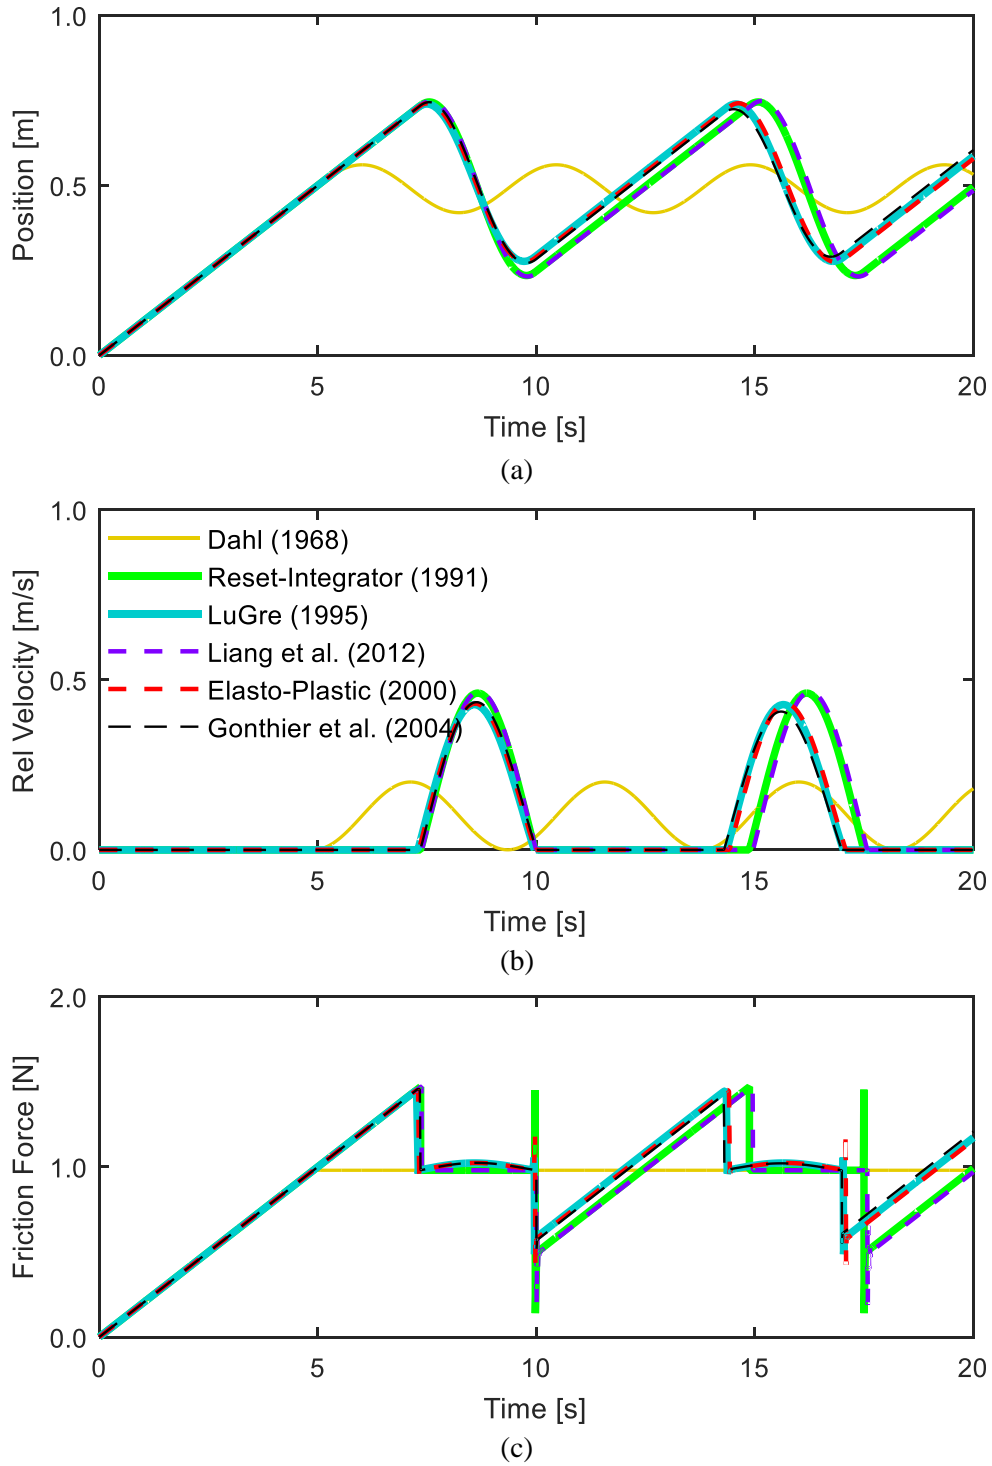 Position [m]
1.0
0.5
0.0
0 5 10 15 20
Time [s]
(a)
Rel Velocity [m/s]
1.0
0.5
0.0
Dahl (1968)
Reset-Integrator (1991)
LuGre (1995)
Liang et al. (2012)
Elasto-Plastic (2000)
Gonthier et al. (2004)
0 5 10 15 20
Time [s]
(b)
Friction Force [N]
2.0
1.0
0.0
0 5 10 15 20
Time [s]
(c)